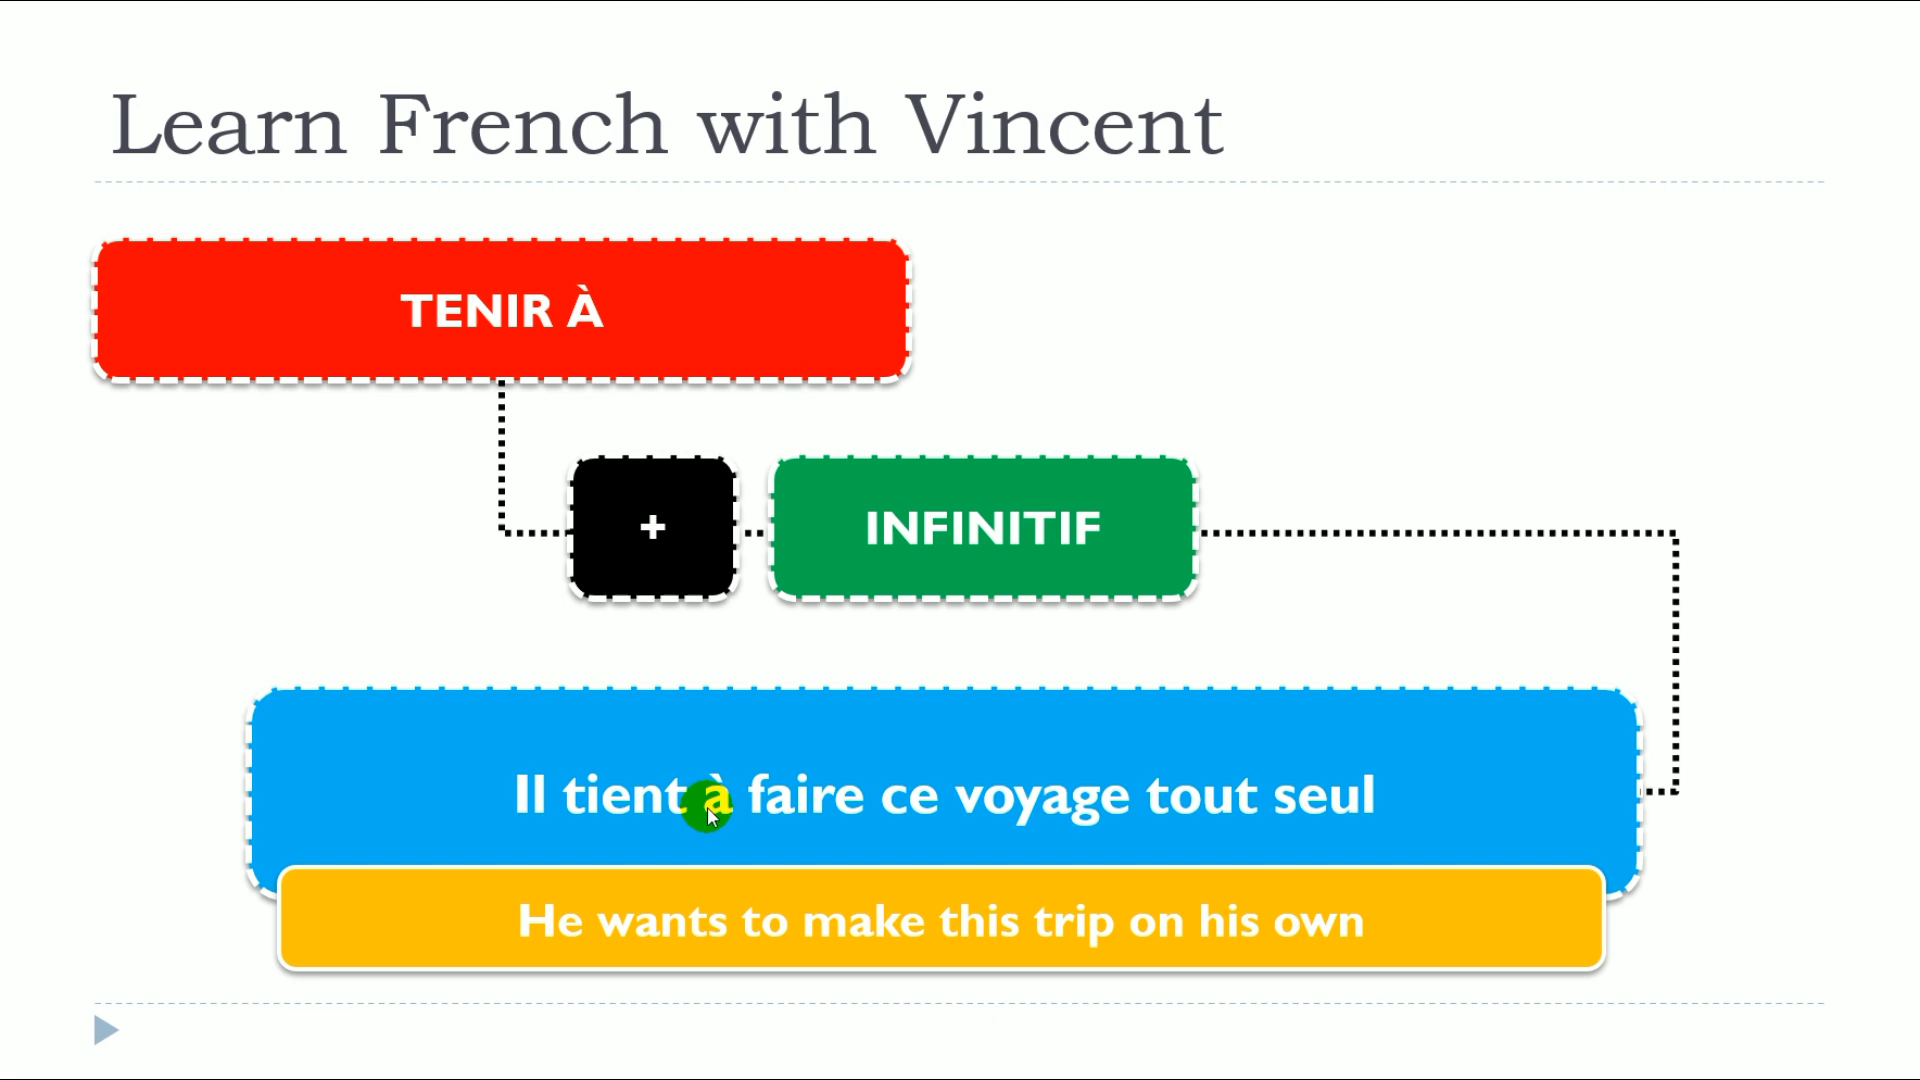 Learn French with Vincent
TENIR À
+
INFINITIF
Il tient à faire ce voyage tout seul
He wants to make this trip on his own